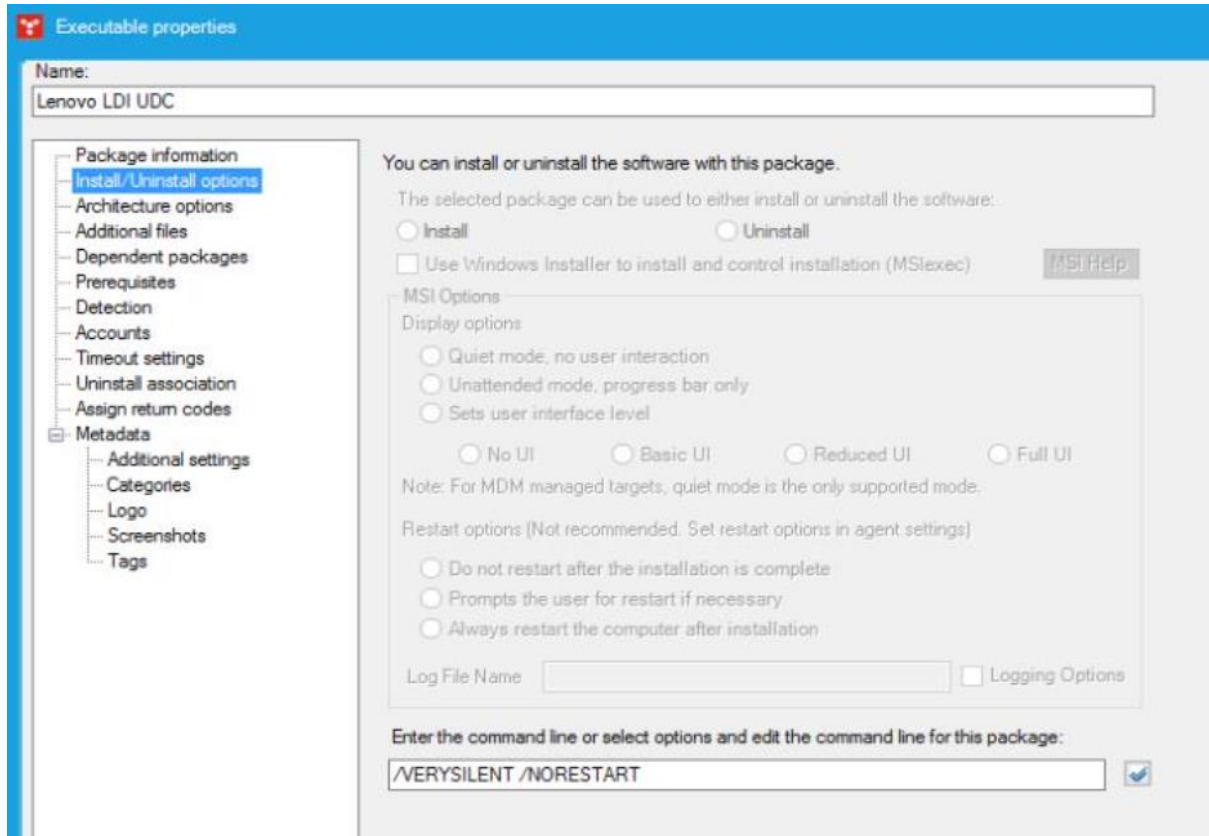 Executable properties
Name:
Lenovo LDI UDC
Package information
Install/Uninstall options
Architecture options
Additional files
Dependent packages
Prerequisites
Detection
Accounts
Timeout settings
Uninstall association
Assign return codes
Metadata
Additional settings
Categories
Logo
Screenshots
Tags
You can install or uninstall the software with this package.
The selected package can be used to either install or uninstall the software:
Install Uninstall
Use Windows Installer to install and control installation (MSIexec) MSI Help
MSI Options
Display options
Quiet mode, no user interaction
Unattended mode, progress bar only
Sets user interface level
No UI Basic UI Reduced UI Full UI
Note: For MDM managed targets, quiet mode is the only supported mode.
Restart options (Not recommended. Set restart options in agent settings)
Do not restart after the installation is complete
Prompts the user for restart if necessary
Always restart the computer after installation
Log File Name Logging Options
Enter the command line or select options and edit the command line for this package:
/VERYSILENT /NORESTART